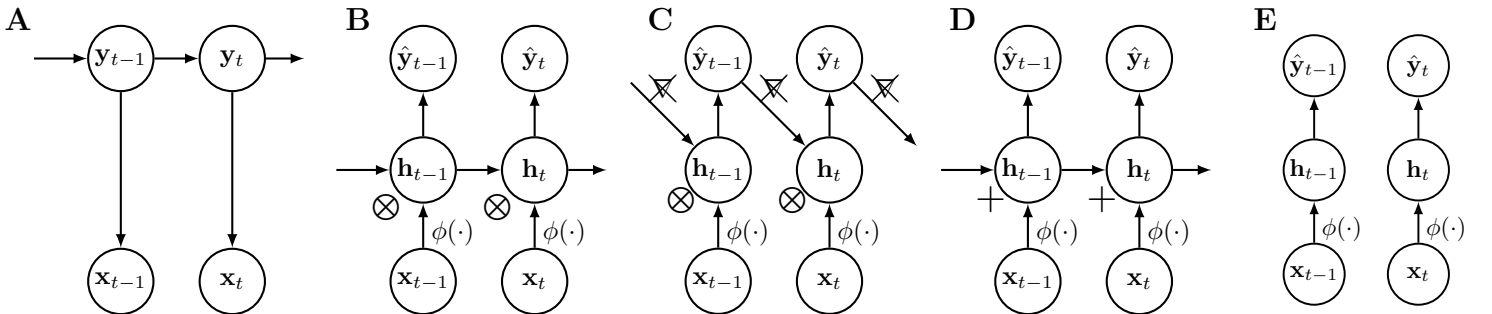 A B C D E
y_{t-1} y_t ŷ_{t-1} ŷ_t ŷ_{t-1} ŷ_t ŷ_{t-1} ŷ_t ŷ_{t-1} ŷ_t
h_{t-1} h_t h_{t-1} h_t h_{t-1} h_t h_{t-1} h_t
⊗ ⊗ ⊗ ⊗ + +
ϕ(·) ϕ(·) ϕ(·) ϕ(·) ϕ(·) ϕ(·) ϕ(·) ϕ(·)
x_{t-1} x_t x_{t-1} x_t x_{t-1} x_t x_{t-1} x_t x_{t-1} x_t